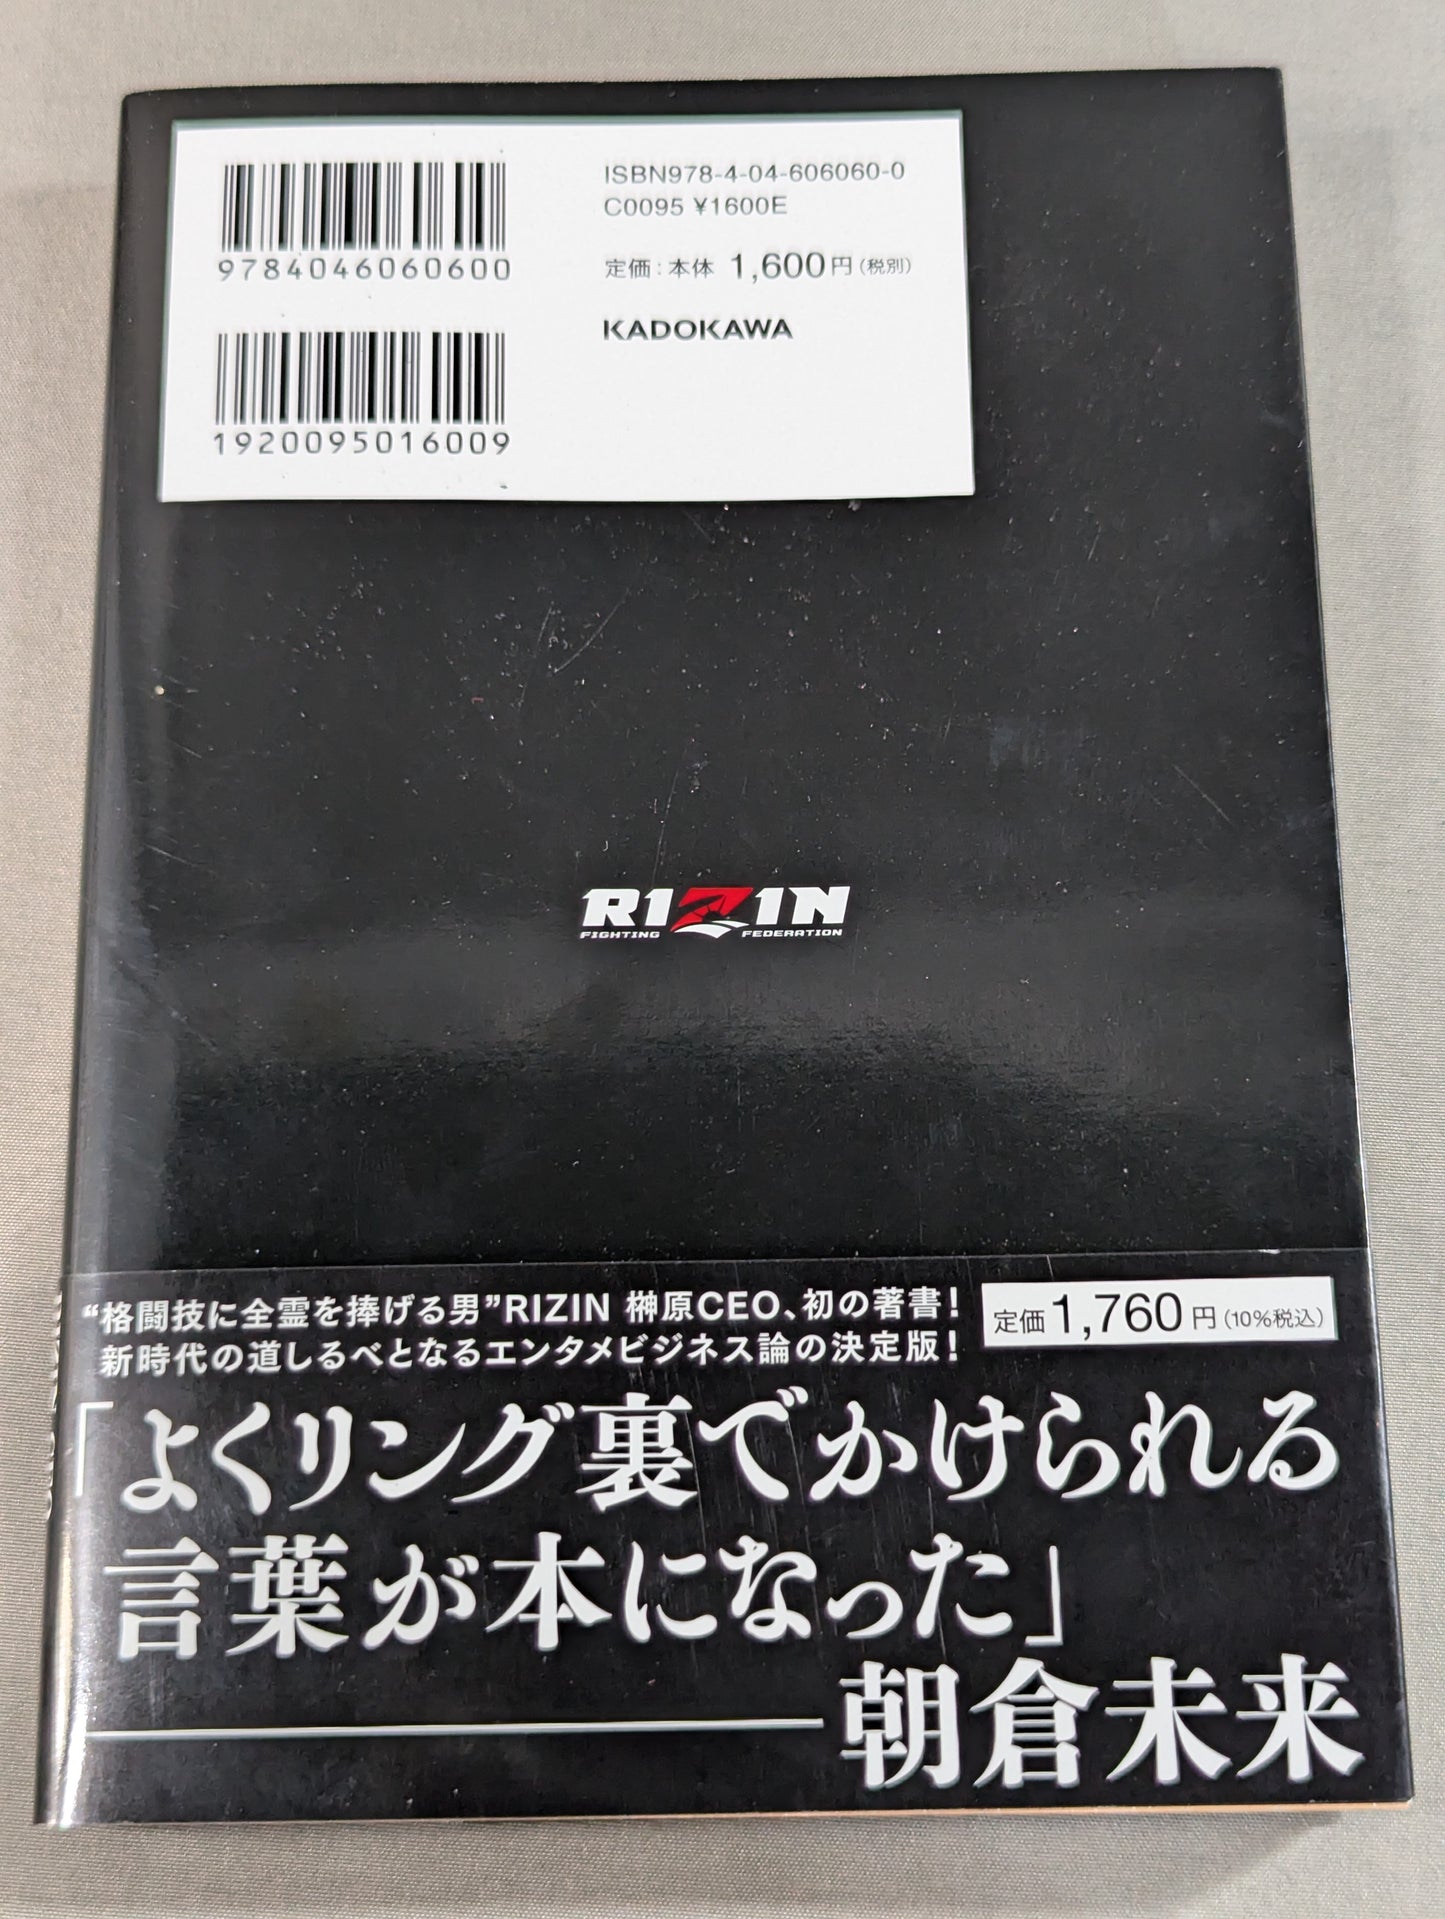 ISBN978-4-04-606060-0
C0095 ¥1600E
定価：本体 1,600円（税別）
KADOKAWA
9784046060600
1920095016009
RIZIN
FIGHTING FEDERATION
“格闘技に全霊を捧げる男”RIZIN 榊原CEO、初の著書！
新時代の道しるべとなるエンタメビジネス論の決定版！
定価 1,760円（10%税込）
「よくリング裏でかけられる
言葉が本になった」
朝倉未来